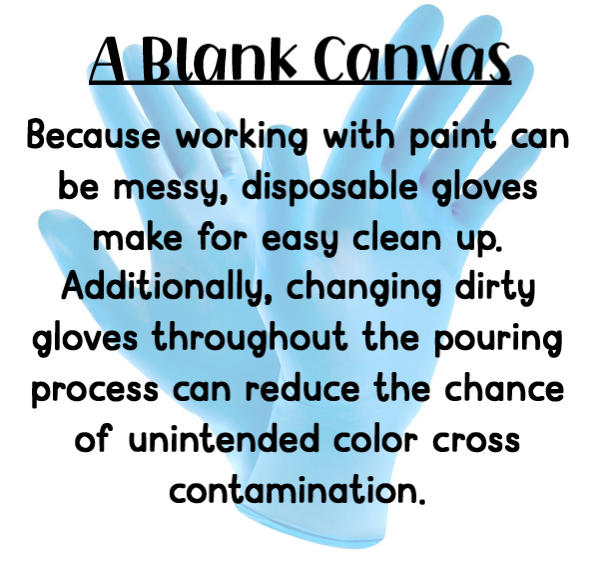 A Blank Canvas
Because working with paint can
be messy, disposable gloves
make for easy clean up.
Additionally, changing dirty
gloves throughout the pouring
process can reduce the chance
of unintended color cross
contamination.